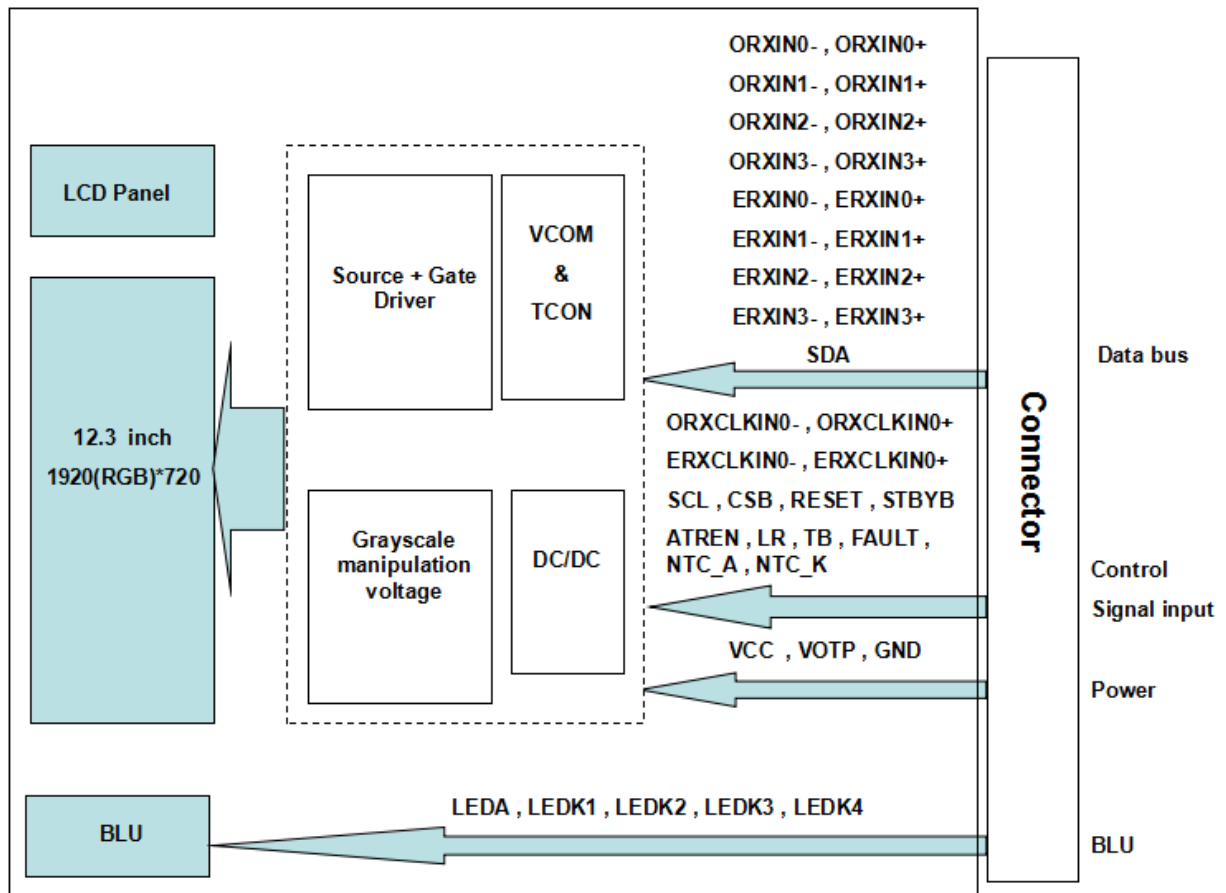 LCD Panel
12.3 inch
1920(RGB)*720
BLU
Source + Gate
Driver
VCOM
&
TCON
Grayscale
manipulation
voltage
DC/DC
ORXIN0- , ORXIN0+
ORXIN1- , ORXIN1+
ORXIN2- , ORXIN2+
ORXIN3- , ORXIN3+
ERXIN0- , ERXIN0+
ERXIN1- , ERXIN1+
ERXIN2- , ERXIN2+
ERXIN3- , ERXIN3+
SDA
ORXCLKIN0- , ORXCLKIN0+
ERXCLKIN0- , ERXCLKIN0+
SCL , CSB , RESET , STBYB
ATREN , LR , TB , FAULT ,
NTC_A , NTC_K
VCC , VOTP , GND
LEDA , LEDK1 , LEDK2 , LEDK3 , LEDK4
Connector
Data bus
Control
Signal input
Power
BLU